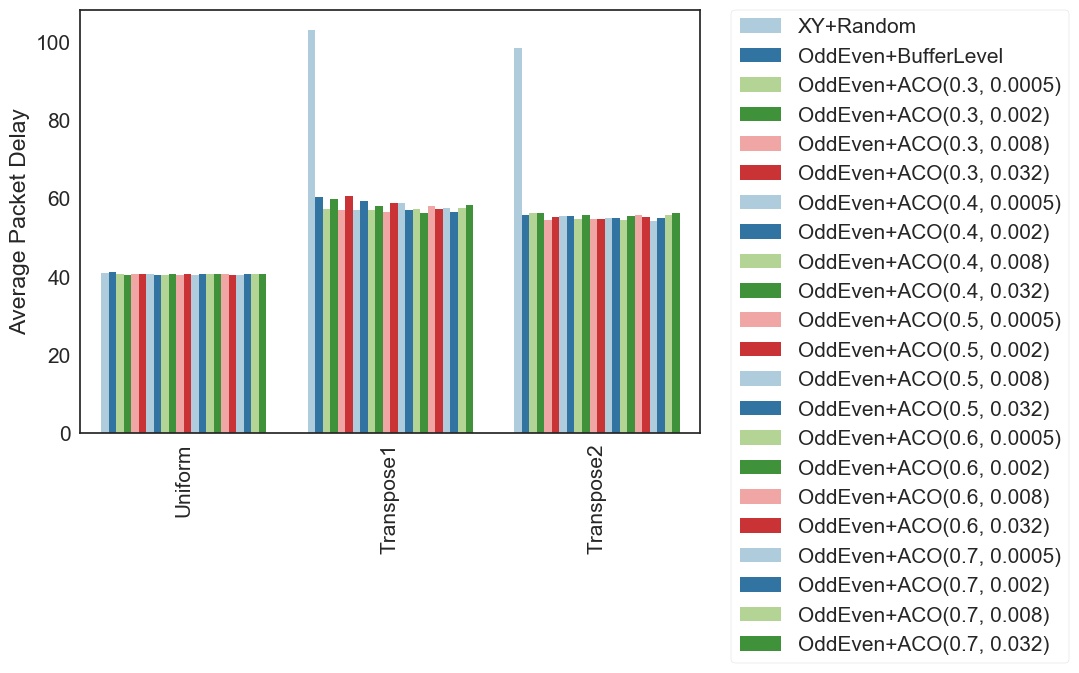 100
80
60
40
20
0
Average Packet Delay
Uniform
Transpose1
Transpose2
XY+Random
OddEven+BufferLevel
OddEven+ACO(0.3, 0.0005)
OddEven+ACO(0.3, 0.002)
OddEven+ACO(0.3, 0.008)
OddEven+ACO(0.3, 0.032)
OddEven+ACO(0.4, 0.0005)
OddEven+ACO(0.4, 0.002)
OddEven+ACO(0.4, 0.008)
OddEven+ACO(0.4, 0.032)
OddEven+ACO(0.5, 0.0005)
OddEven+ACO(0.5, 0.002)
OddEven+ACO(0.5, 0.008)
OddEven+ACO(0.5, 0.032)
OddEven+ACO(0.6, 0.0005)
OddEven+ACO(0.6, 0.002)
OddEven+ACO(0.6, 0.008)
OddEven+ACO(0.6, 0.032)
OddEven+ACO(0.7, 0.0005)
OddEven+ACO(0.7, 0.002)
OddEven+ACO(0.7, 0.008)
OddEven+ACO(0.7, 0.032)